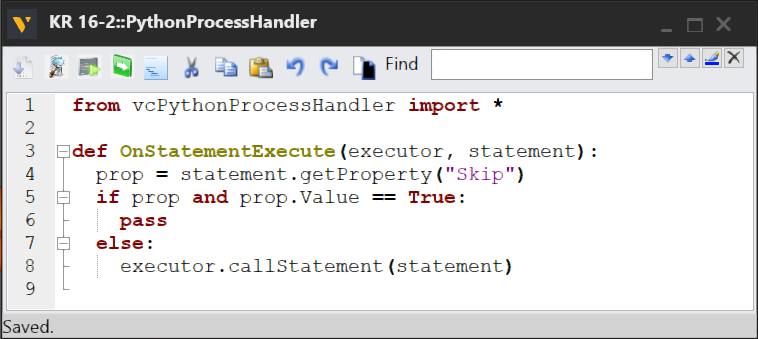 KR 16-2::PythonProcessHandler
Find
1 from vcPythonProcessHandler import *
2
3 def OnStatementExecute(executor, statement):
4   prop = statement.getProperty("Skip")
5   if prop and prop.Value == True:
6     pass
7   else:
8     executor.callStatement(statement)
9
Saved.